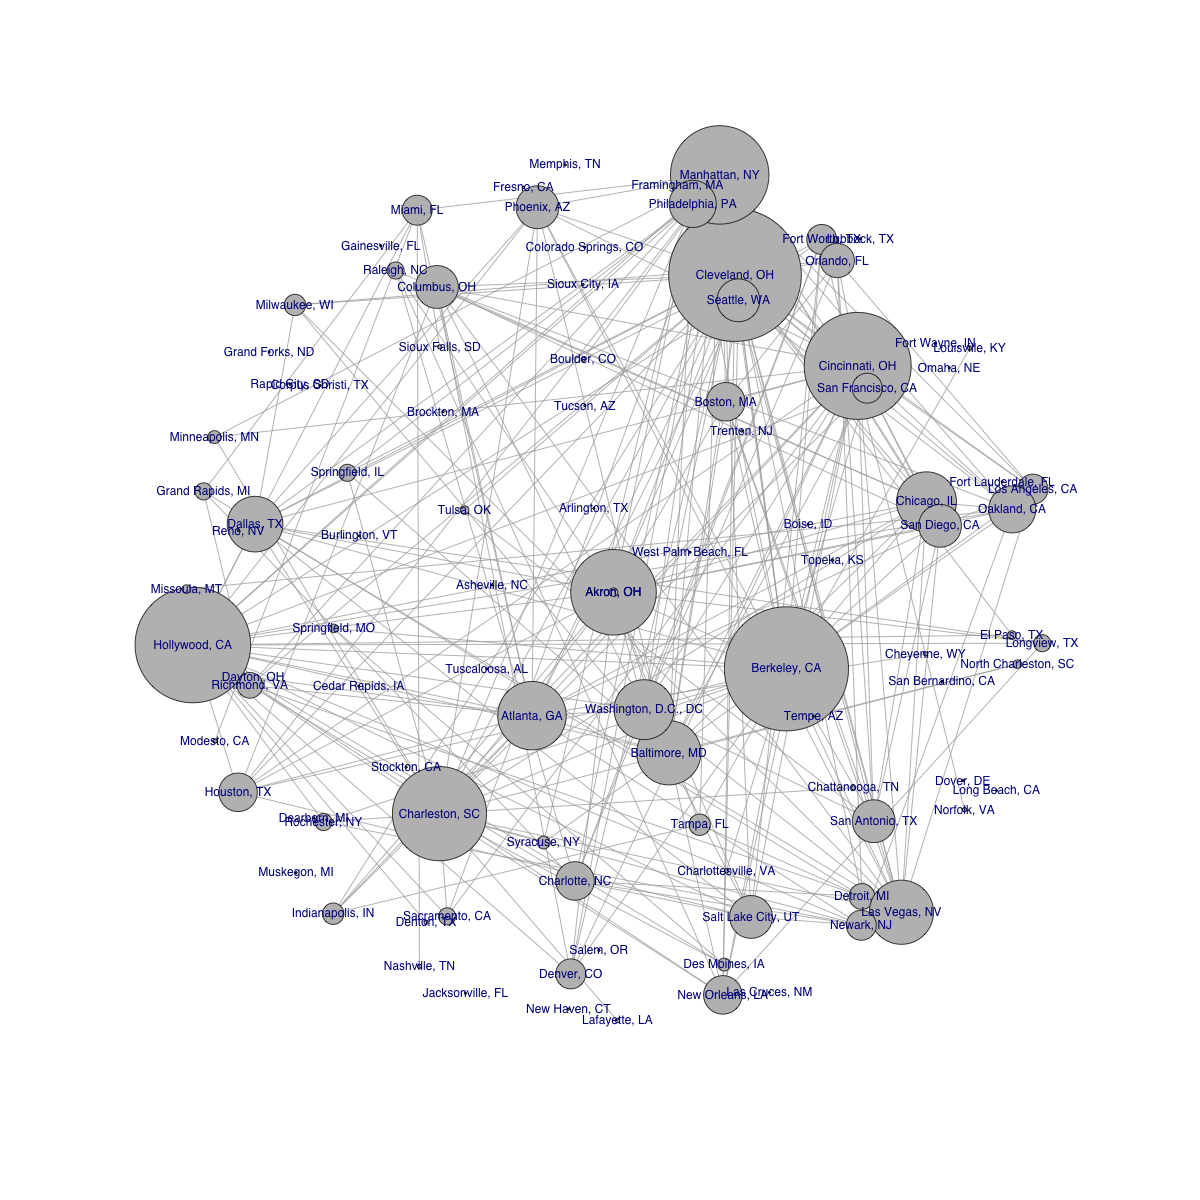 Memphis, TN
Manhattan, NY
Framingham, MA
Fresno, CA
Philadelphia, PA
Phoenix, AZ
Miami, FL
Fort Worth, TX
Lubbock, TX
Gainesville, FL
Colorado Springs, CO
Orlando, FL
Raleigh, NC
Cleveland, OH
Sioux City, IA
Columbus, OH
Seattle, WA
Milwaukee, WI
Fort Wayne, IN
Sioux Falls, SD
Louisville, KY
Grand Forks, ND
Boulder, CO
Cincinnati, OH
Omaha, NE
Rapid City, SD
Corpus Christi, TX
San Francisco, CA
Boston, MA
Tucson, AZ
Brockton, MA
Trenton, NJ
Minneapolis, MN
Springfield, IL
Fort Lauderdale, FL
Grand Rapids, MI
Los Angeles, CA
Chicago, IL
Tulsa, OK
Arlington, TX
Oakland, CA
Dallas, TX
Boise, ID
San Diego, CA
Reno, NV
Burlington, VT
West Palm Beach, FL
Topeka, KS
Asheville, NC
Missoula, MT
Akron, OH
Springfield, MO
El Paso, TX
Hollywood, CA
Longview, TX
Cheyenne, WY
North Charleston, SC
Tuscaloosa, AL
Berkeley, CA
Dayton, OH
San Bernardino, CA
Richmond, VA
Cedar Rapids, IA
Washington, D.C., DC
Atlanta, GA
Tempe, AZ
Modesto, CA
Baltimore, MD
Stockton, CA
Dover, DE
Chattanooga, TN
Long Beach, CA
Houston, TX
Norfolk, VA
Charleston, SC
Dearborn, MI
Rochester, NY
San Antonio, TX
Tampa, FL
Syracuse, NY
Muskegon, MI
Charlottesville, VA
Charlotte, NC
Detroit, MI
Indianapolis, IN
Las Vegas, NV
Sacramento, CA
Salt Lake City, UT
Denton, TX
Newark, NJ
Salem, OR
Nashville, TN
Des Moines, IA
Denver, CO
Jacksonville, FL
Las Cruces, NM
New Orleans, LA
New Haven, CT
Lafayette, LA